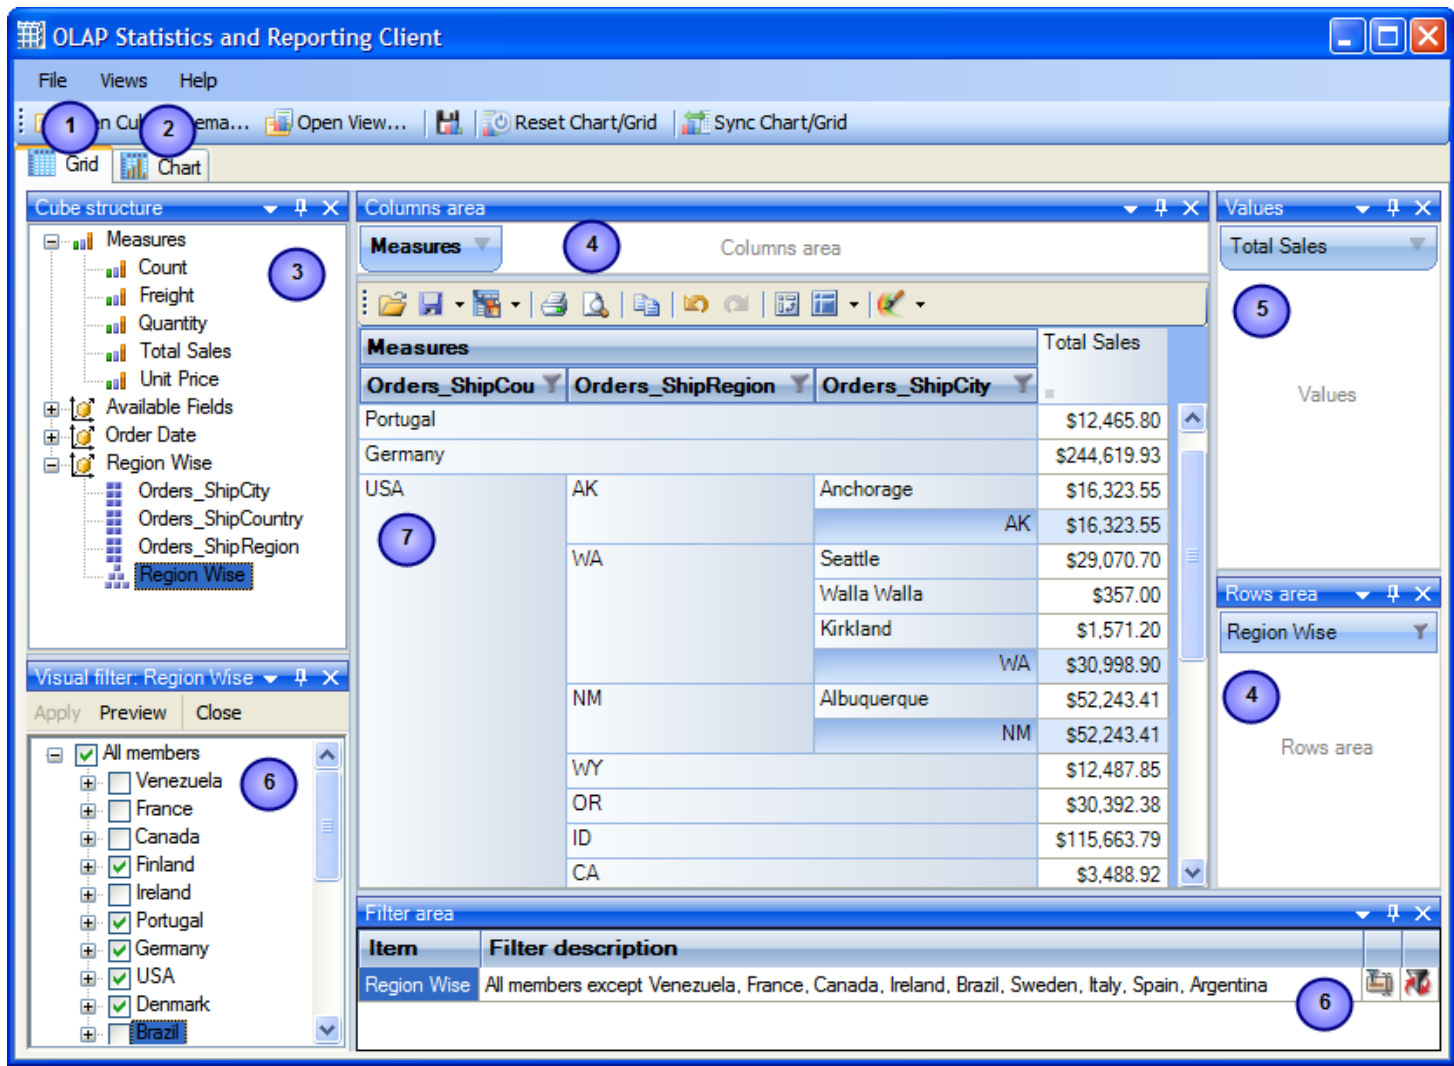 OLAP Statistics and Reporting Client
File Views Help
1 n Cu 2 ema... Open View... Reset Chart/Grid Sync Chart/Grid
Grid Chart
Cube structure
Measures
Count
3
Freight
Quantity
Total Sales
Unit Price
Available Fields
Order Date
Region Wise
Orders_ShipCity
Orders_ShipCountry
Orders_ShipRegion
Region Wise
Visual filter: Region Wise
Apply Preview Close
All members
Venezuela
6
France
Canada
Finland
Ireland
Portugal
Germany
USA
Denmark
Brazil
Columns area
Measures 4 Columns area
Measures Total Sales
Orders_ShipCou Orders_ShipRegion Orders_ShipCity
Portugal $12,465.80
Germany $244,619.93
USA AK Anchorage $16,323.55
7 AK $16,323.55
WA Seattle $29,070.70
Walla Walla $357.00
Kirkland $1,571.20
WA $30,998.90
NM Albuquerque $52,243.41
NM $52,243.41
WY $12,487.85
OR $30,392.38
ID $115,663.79
CA $3,488.92
Values
Total Sales
5
Values
Rows area
Region Wise
4
Rows area
Filter area
Item Filter description
Region Wise All members except Venezuela, France, Canada, Ireland, Brazil, Sweden, Italy, Spain, Argentina
6